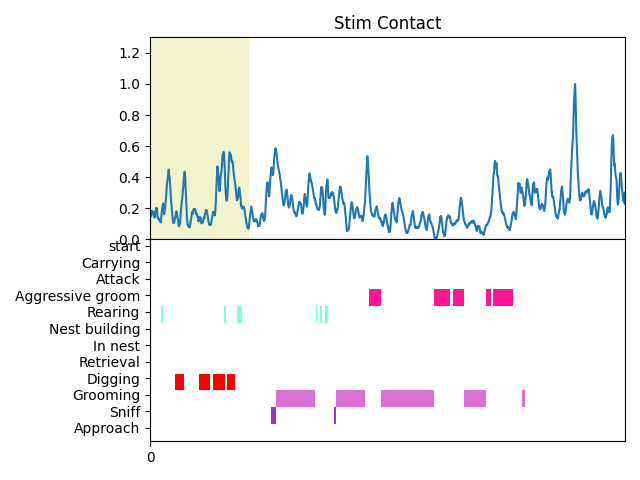 Stim Contact
1.2
1.0
0.8
0.6
0.4
0.2
0.0
start
Carrying
Attack
Aggressive groom
Rearing
Nest building
In nest
Retrieval
Digging
Grooming
Sniff
Approach
0